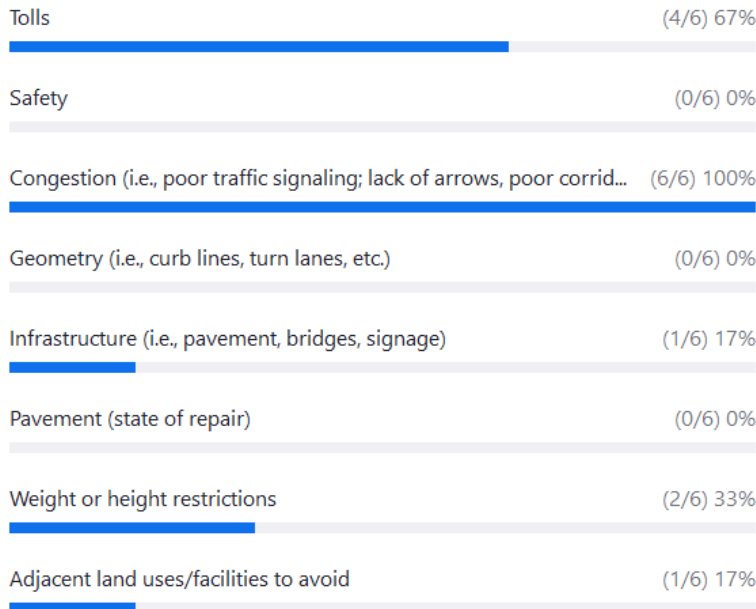 Tolls (4/6) 67%
Safety (0/6) 0%
Congestion (i.e., poor traffic signaling; lack of arrows, poor corrid... (6/6) 100%
Geometry (i.e., curb lines, turn lanes, etc.) (0/6) 0%
Infrastructure (i.e., pavement, bridges, signage) (1/6) 17%
Pavement (state of repair) (0/6) 0%
Weight or height restrictions (2/6) 33%
Adjacent land uses/facilities to avoid (1/6) 17%